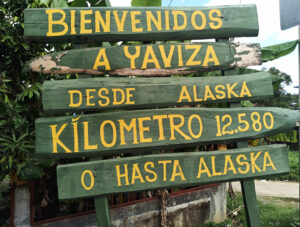 BIENVENIDOS
A YAVIZA
DESDE ALASKA
KILOMETRO 12.580
O HASTA ALASKA